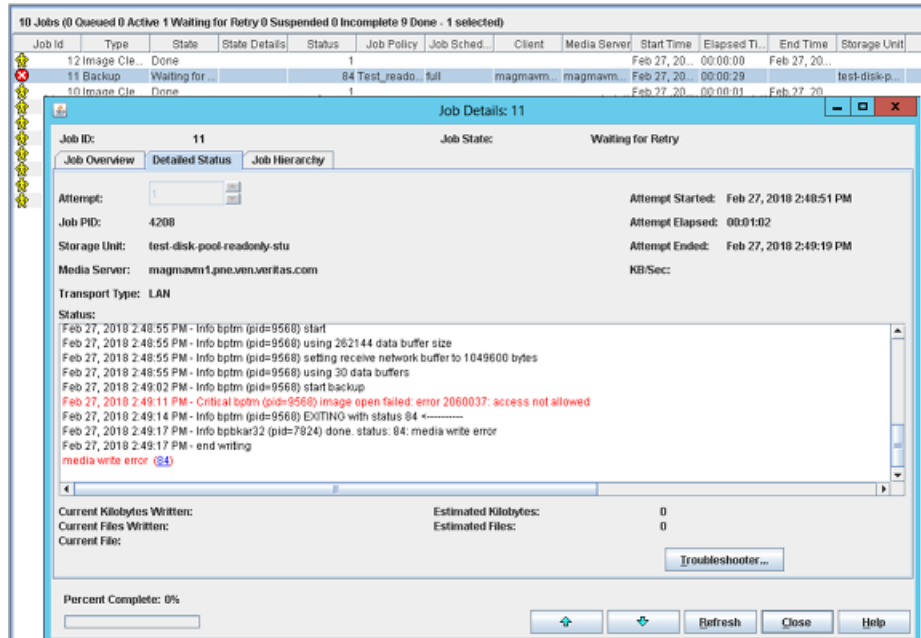 10 Jobs (0 Queued 0 Active 1 Waiting for Retry 0 Suspended 0 Incomplete 9 Done - 1 selected)
Job Id Type State State Details Status Job Policy Job Sched... Client Media Server Start Time Elapsed Ti... End Time Storage Unit
12 Image Cle... Done 1 Feb 27, 20... 00:00:00 Feb 27, 20...
11 Backup Waiting for ... 84 Test_reado... full magmavm... magmavm... Feb 27, 20... 00:00:29 test-disk-p...
10 Image Cle... Done 1 Feb 27, 20... 00:00:01 Feb 27, 20...
Job Details: 11
Job ID: 11 Job State: Waiting for Retry
Job Overview Detailed Status Job Hierarchy
Attempt: 1 Attempt Started: Feb 27, 2018 2:48:51 PM
Job PID: 4208 Attempt Elapsed: 00:01:02
Storage Unit: test-disk-pool-readonly-stu Attempt Ended: Feb 27, 2018 2:49:19 PM
Media Server: magmavm1.pne.ven.veritas.com KB/Sec:
Transport Type: LAN
Status:
Feb 27, 2018 2:48:55 PM - Info bptm (pid=9568) start
Feb 27, 2018 2:48:55 PM - Info bptm (pid=9568) using 262144 data buffer size
Feb 27, 2018 2:48:55 PM - Info bptm (pid=9568) setting receive network buffer to 1049600 bytes
Feb 27, 2018 2:48:55 PM - Info bptm (pid=9568) using 30 data buffers
Feb 27, 2018 2:49:02 PM - Info bptm (pid=9568) start backup
Feb 27, 2018 2:49:11 PM - Critical bptm (pid=9568) image open failed: error 2060037: access not allowed
Feb 27, 2018 2:49:14 PM - Info bptm (pid=9568) EXITING with status 84 <----------
Feb 27, 2018 2:49:17 PM - Info bpbkar32 (pid=7824) done. status: 84: media write error
Feb 27, 2018 2:49:17 PM - end writing
media write error (84)
Current Kilobytes Written: Estimated Kilobytes: 0
Current Files Written: Estimated Files: 0
Current File:
Troubleshooter...
Percent Complete: 0%
Refresh Close Help